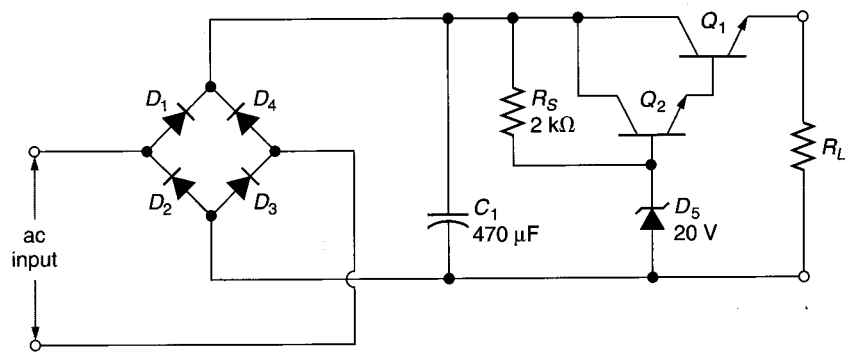 Q1
D1
D4
RS
2 kΩ
Q2
RL
D2
D3
C1
470 μF
D5
20 V
ac
input